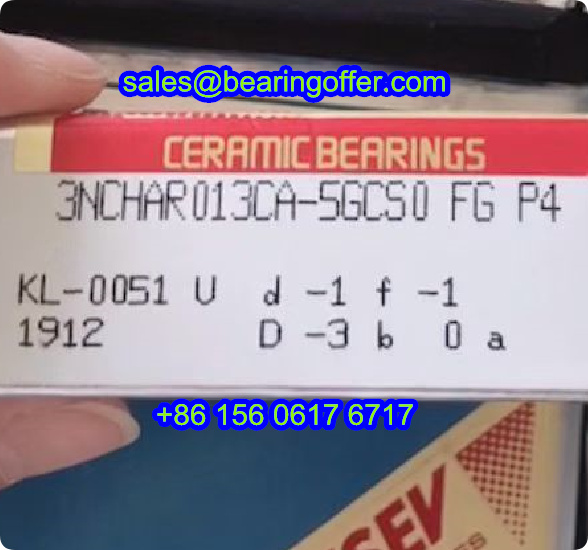 sales@bearingoffer.com
CERAMIC BEARINGS
3NCHAR013CA-5GCS0 FG P4
KL-0051 U d -1 f -1
1912 D -3 b 0 a
+86 156 0617 6717